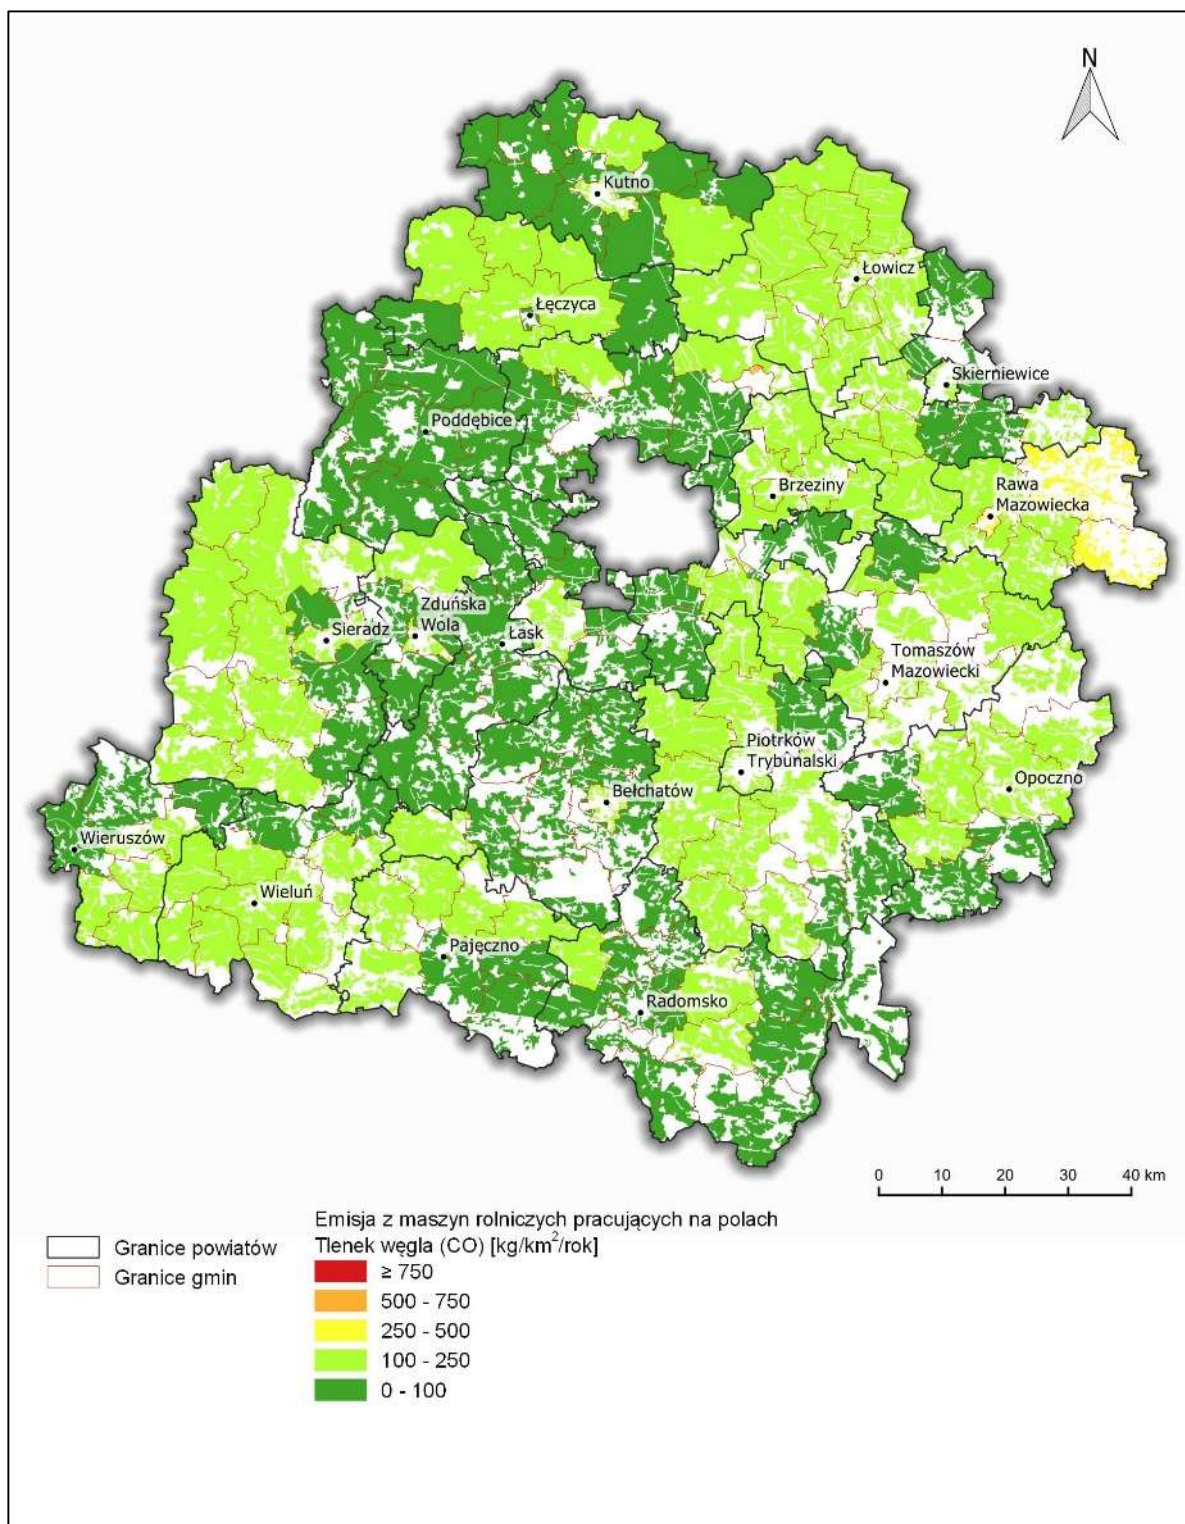 N
Kutno
Łowicz
Łęczyca
Skierniewice
Poddębice
Brzeziny
Rawa
Mazowiecka
Zduńska
Wola
Sieradz
Łask
Tomaszów
Mazowiecki
Piotrków
Trybunalski
Opoczno
Bełchatów
Wieruszów
Wieluń
Pajęczno
Radomsko
0 10 20 30 40 km
Emisja z maszyn rolniczych pracujących na polach
Tlenek węgla (CO) [kg/km²/rok]
Granice powiatów
Granice gmin
≥ 750
500 - 750
250 - 500
100 - 250
0 - 100